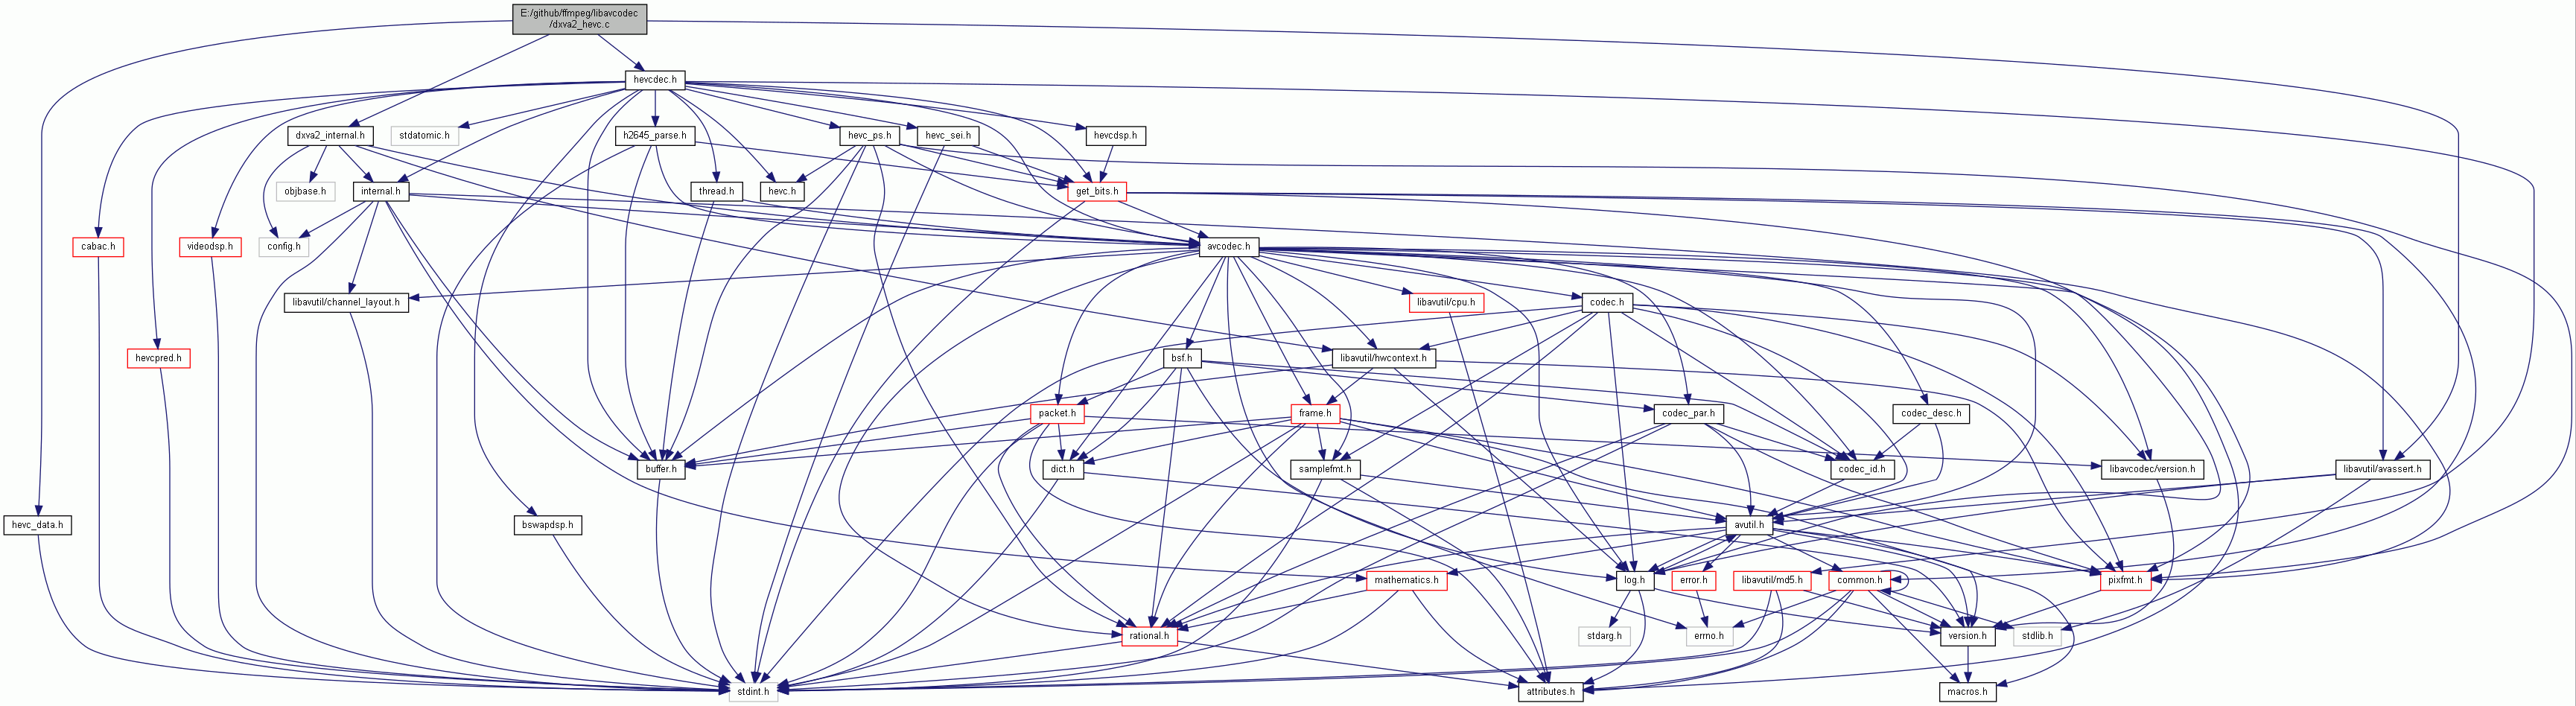 E:/github/ffmpeg/libavcodec
/dxva2_hevc.c
hevcdec.h
dxva2_internal.h
stdatomic.h
h2645_parse.h
hevc_ps.h
hevc_sei.h
hevcdsp.h
objbase.h
internal.h
thread.h
hevc.h
get_bits.h
cabac.h
videodsp.h
config.h
avcodec.h
libavutil/channel_layout.h
libavutil/cpu.h
codec.h
hevcpred.h
bsf.h
libavutil/hwcontext.h
packet.h
frame.h
codec_par.h
codec_desc.h
buffer.h
dict.h
samplefmt.h
codec_id.h
libavcodec/version.h
libavutil/avassert.h
hevc_data.h
bswapdsp.h
avutil.h
mathematics.h
log.h
error.h
libavutil/md5.h
common.h
pixfmt.h
rational.h
stdarg.h
errno.h
version.h
stdlib.h
stdint.h
attributes.h
macros.h